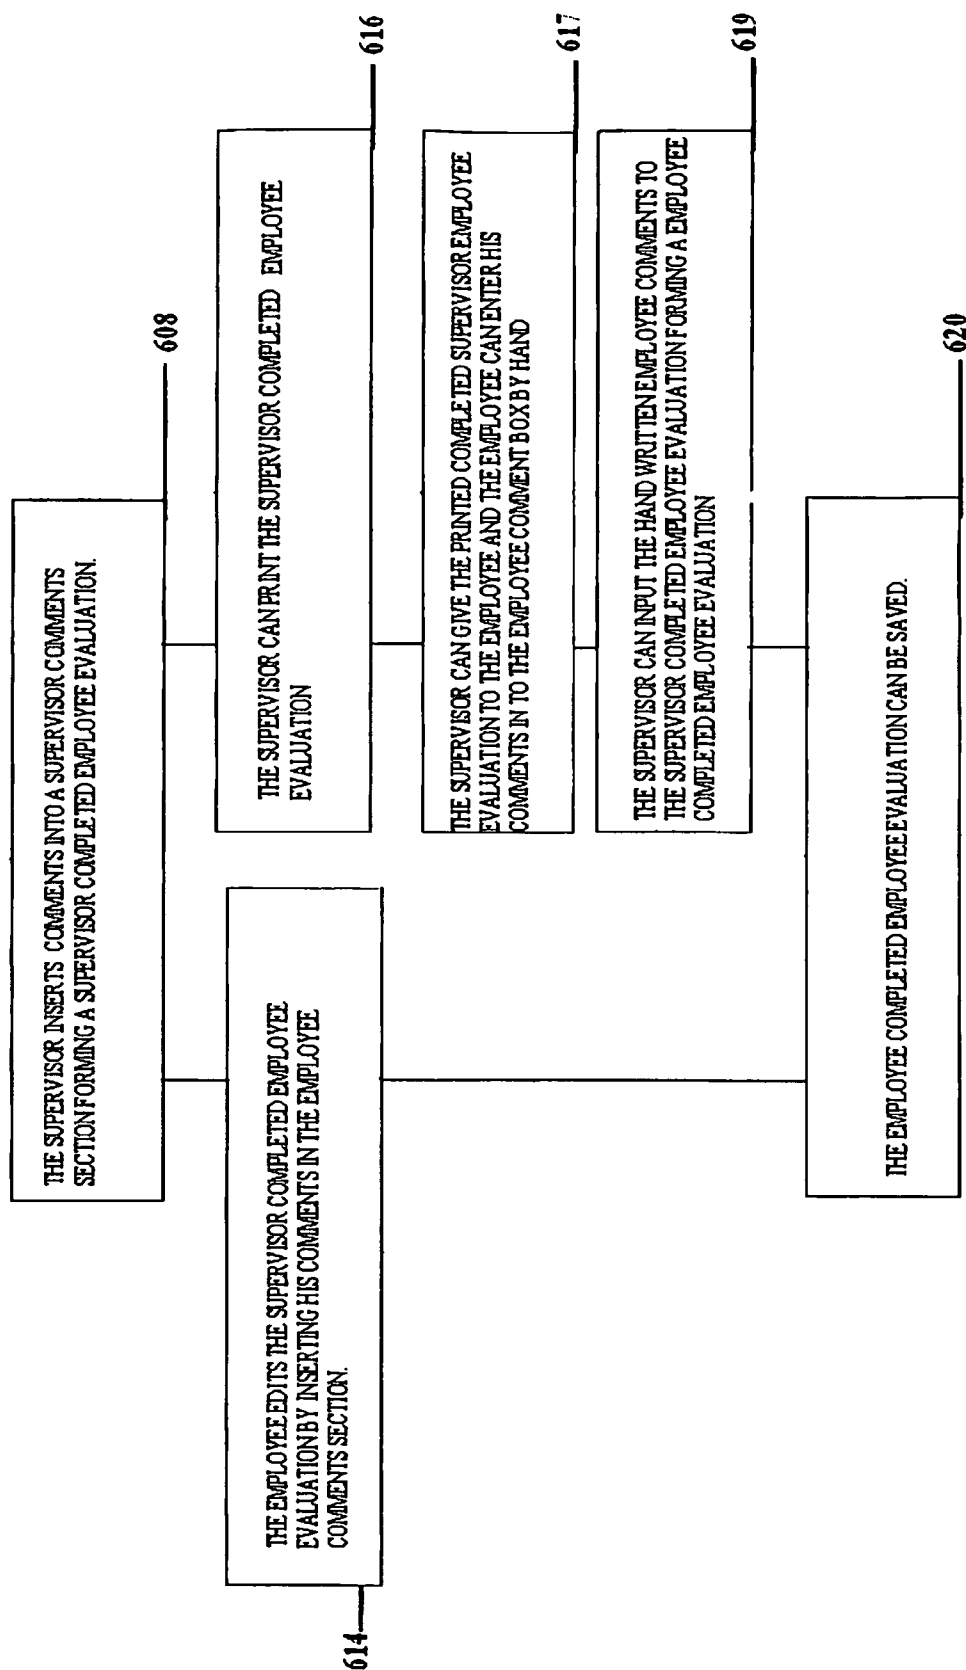 THE SUPERVISOR INSERTS COMMENTS INTO A SUPERVISOR COMMENTS
SECTION FORMING A SUPERVISOR COMPLETED EMPLOYEE EVALUATION.
608
THE EMPLOYEE EDITS THE SUPERVISOR COMPLETED EMPLOYEE
EVALUATION BY INSERTING HIS COMMENTS IN THE EMPLOYEE
COMMENTS SECTION.
614
THE SUPERVISOR CAN PRINT THE SUPERVISOR COMPLETED EMPLOYEE
EVALUATION
616
THE SUPERVISOR CAN GIVE THE PRINTED COMPLETED SUPERVISOR EMPLOYEE
EVALUATION TO THE EMPLOYEE AND THE EMPLOYEE CAN ENTER HIS
COMMENTS IN TO THE EMPLOYEE COMMENT BOX BY HAND
617
THE SUPERVISOR CAN INPUT THE HAND WRITTEN EMPLOYEE COMMENTS TO
THE SUPERVISOR COMPLETED EMPLOYEE EVALUATION FORMING A EMPLOYEE
COMPLETED EMPLOYEE EVALUATION
619
THE EMPLOYEE COMPLETED EMPLOYEE EVALUATION CAN BE SAVED.
620